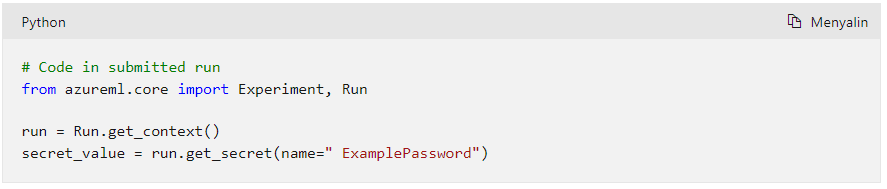 Python Menyalin
# Code in submitted run
from azureml.core import Experiment, Run
run = Run.get_context()
secret_value = run.get_secret(name=" ExamplePassword")